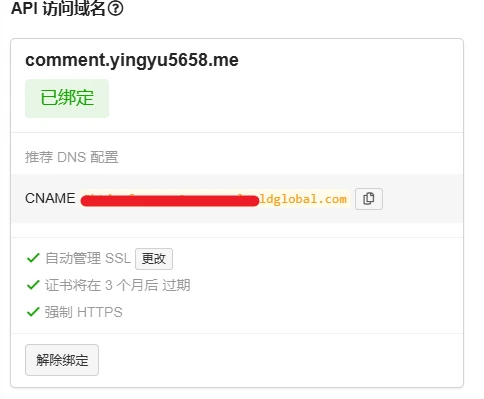 API 访问域名
comment.yingyu5658.me
已绑定
推荐 DNS 配置
CNAME ldglobal.com
自动管理 SSL 更改
证书将在 3 个月后 过期
强制 HTTPS
解除绑定